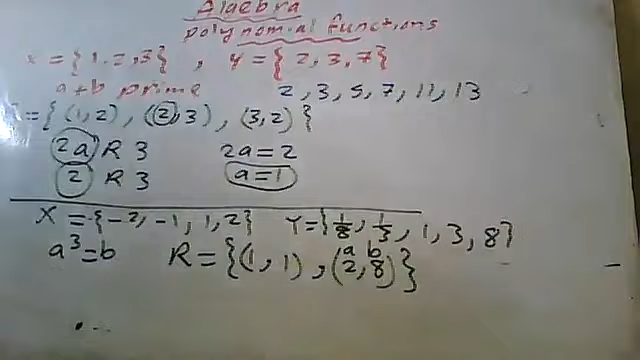 Algebra
polynomial functions
x = {1, 2, 3} , y = {2, 3, 7}
a+b prime 2, 3, 5, 7, 11, 13
= {(1, 2) , (2, 3) , (3, 2)}
2a R 3 2a = 2
2 R 3 a = 1
X = {-2, -1, 1, 2} Y = {1/8, 1/3, 1, 3, 8}
a³ = b R = {(1, 1) , (2, 8)}
a b